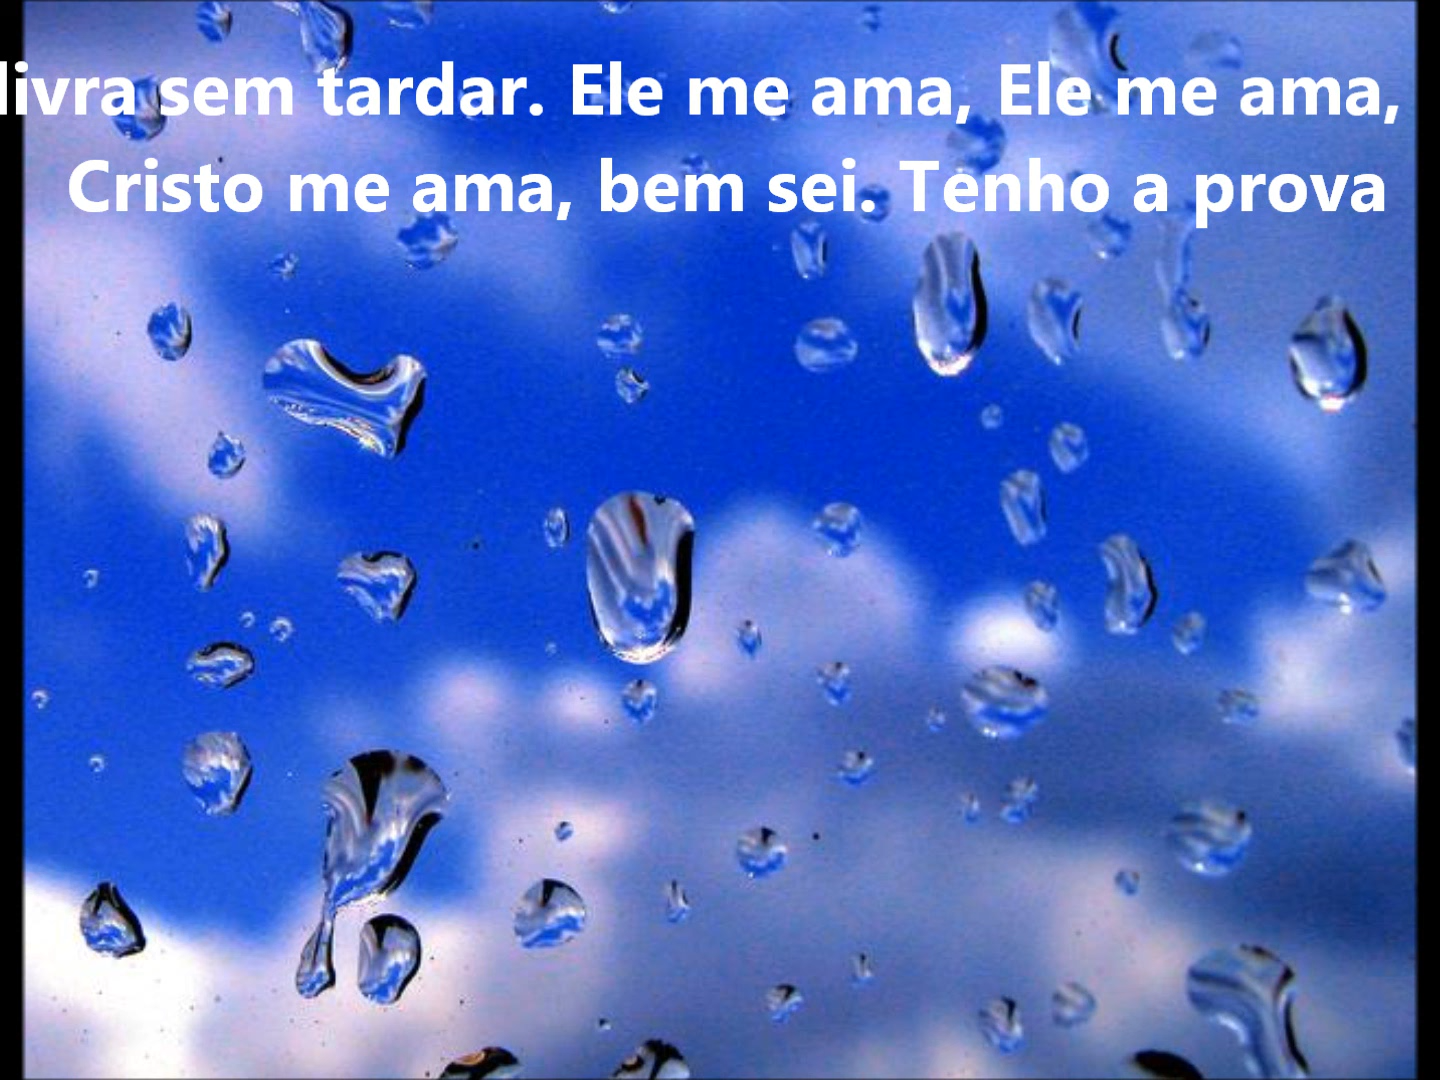 livra sem tardar. Ele me ama, Ele me ama,
Cristo me ama, bem sei. Tenho a prova